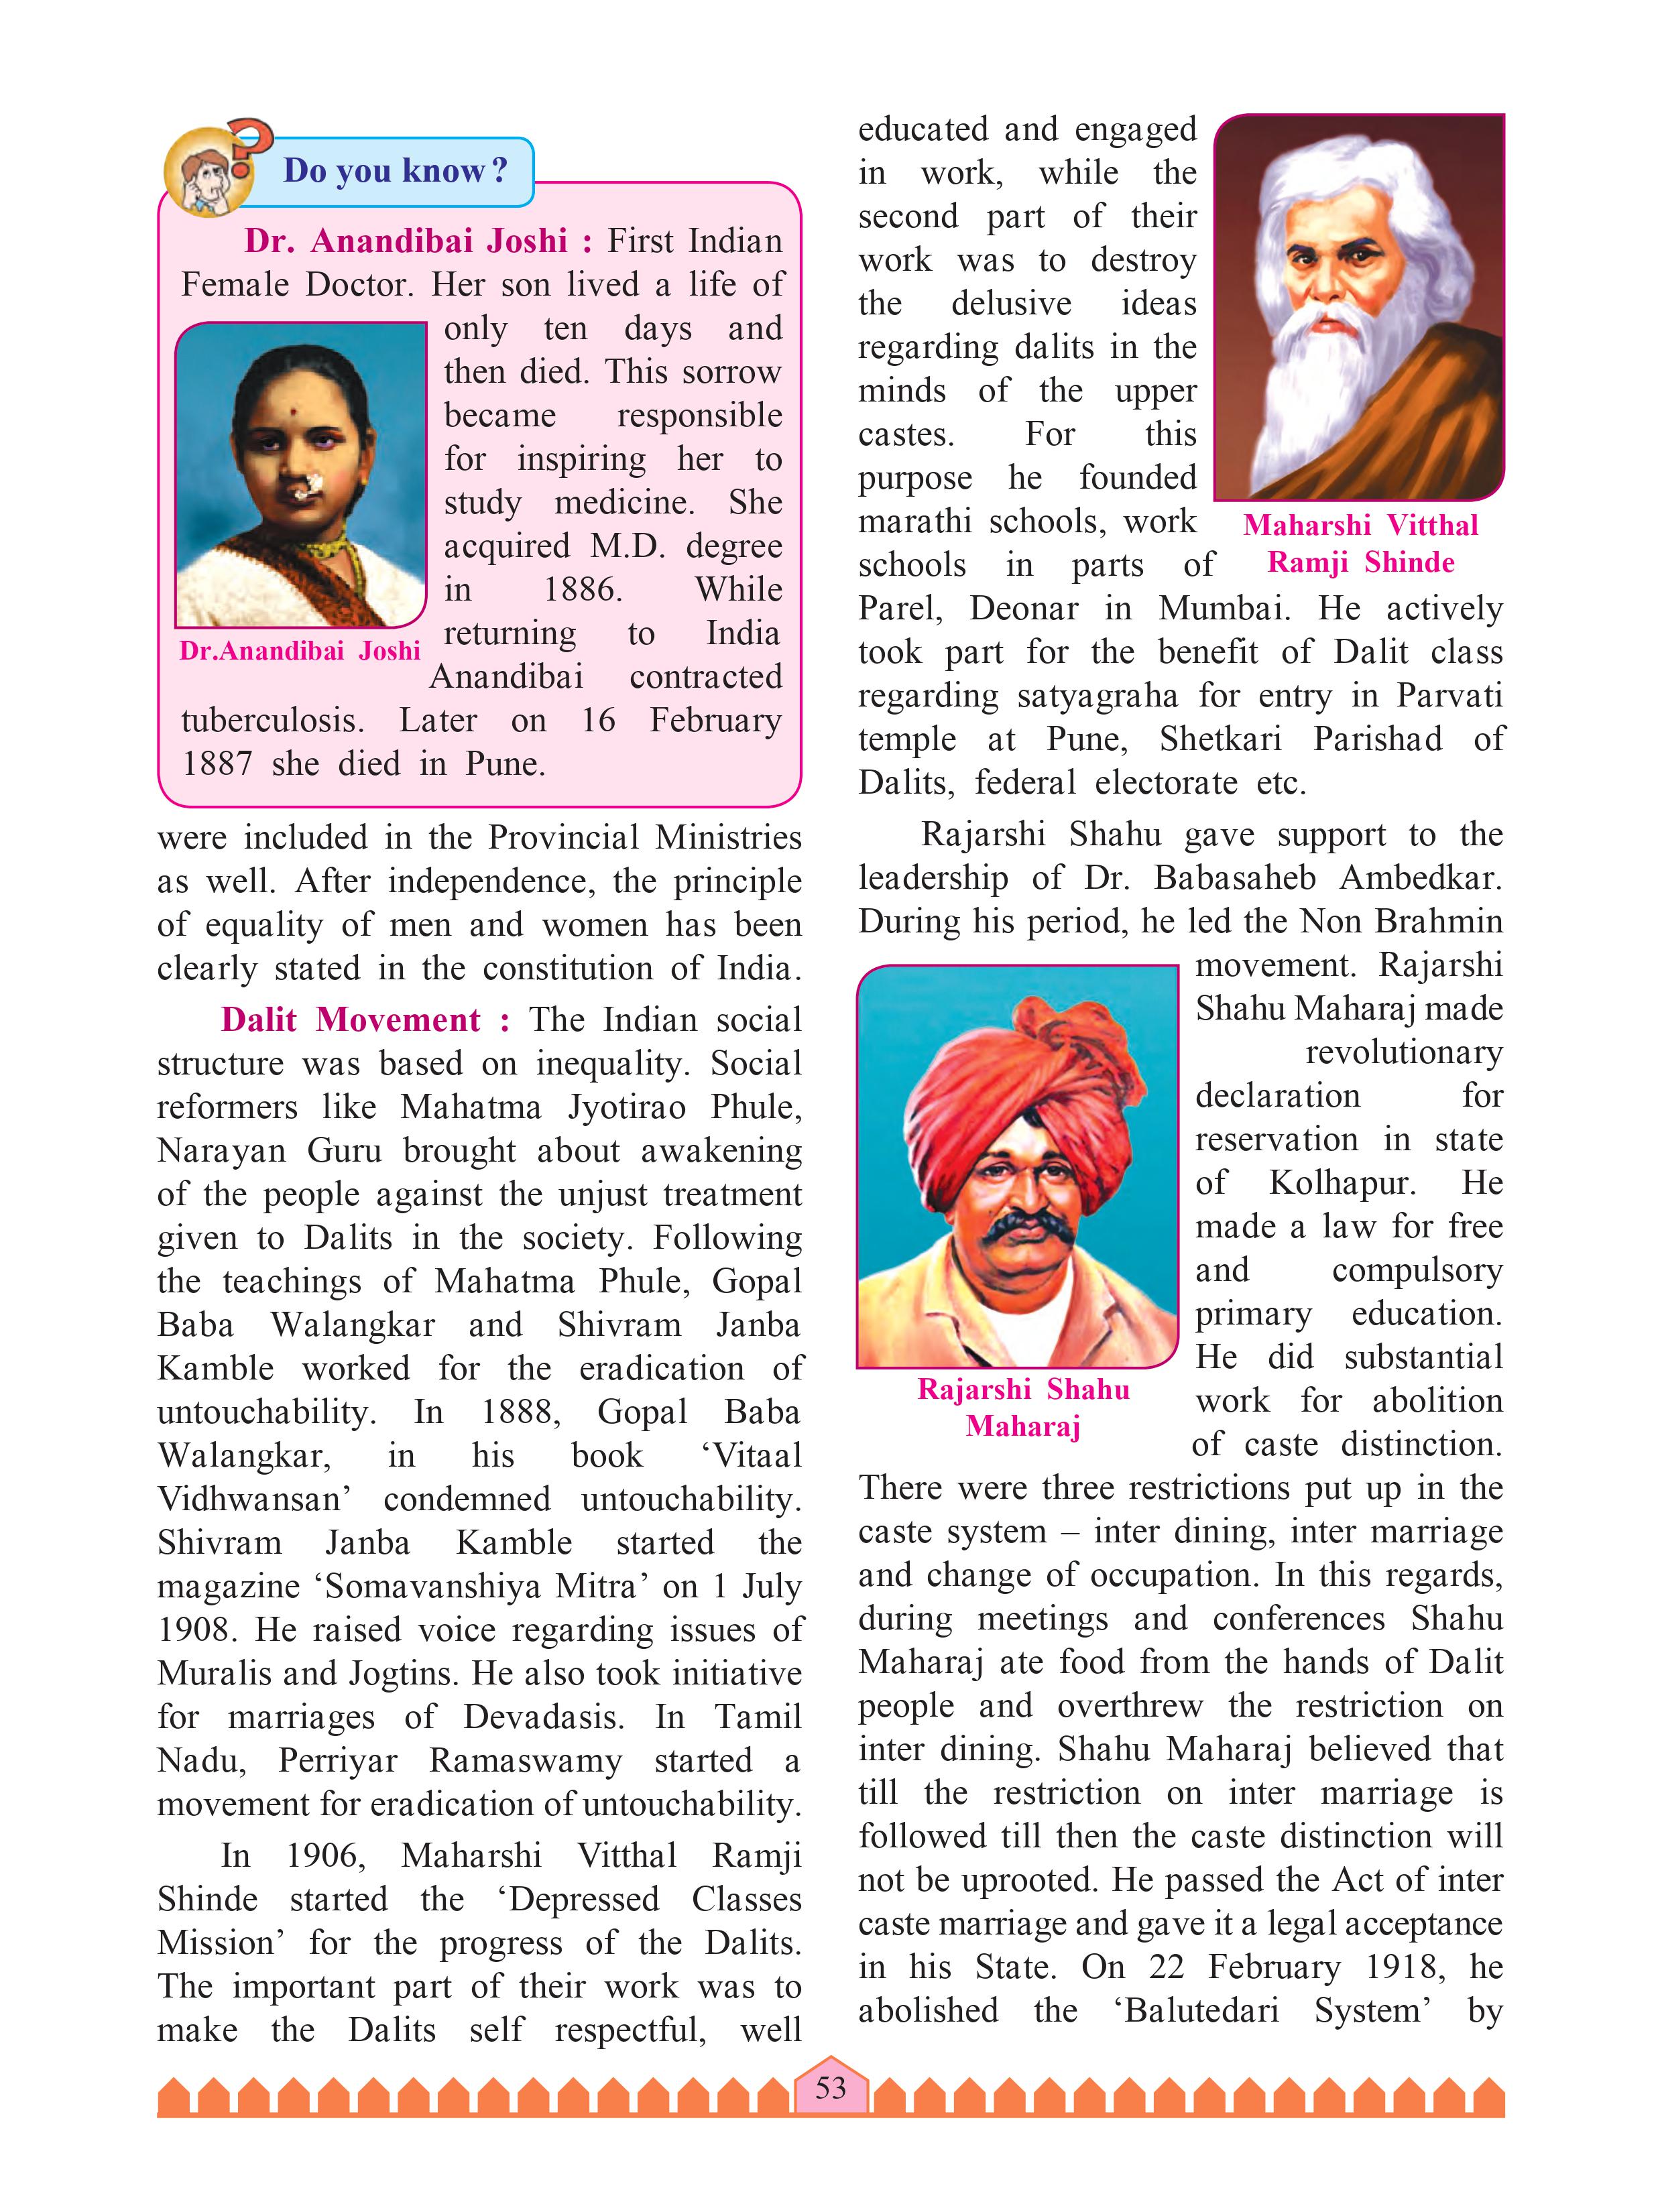 Do you know?
Dr. Anandibai Joshi : First Indian
Female Doctor. Her son lived a life of
only ten days and
then died. This sorrow
became responsible
for inspiring her to
study medicine. She
acquired M.D. degree
in 1886. While
returning to India
Anandibai contracted
tuberculosis. Later on 16 February
1887 she died in Pune.
Dr.Anandibai Joshi
were included in the Provincial Ministries
as well. After independence, the principle
of equality of men and women has been
clearly stated in the constitution of India.
Dalit Movement : The Indian social
structure was based on inequality. Social
reformers like Mahatma Jyotirao Phule,
Narayan Guru brought about awakening
of the people against the unjust treatment
given to Dalits in the society. Following
the teachings of Mahatma Phule, Gopal
Baba Walangkar and Shivram Janba
Kamble worked for the eradication of
untouchability. In 1888, Gopal Baba
Walangkar, in his book ‘Vitaal
Vidhwansan’ condemned untouchability.
Shivram Janba Kamble started the
magazine ‘Somavanshiya Mitra’ on 1 July
1908. He raised voice regarding issues of
Muralis and Jogtins. He also took initiative
for marriages of Devadasis. In Tamil
Nadu, Perriyar Ramaswamy started a
movement for eradication of untouchability.
In 1906, Maharshi Vitthal Ramji
Shinde started the ‘Depressed Classes
Mission’ for the progress of the Dalits.
The important part of their work was to
make the Dalits self respectful, well
educated and engaged
in work, while the
second part of their
work was to destroy
the delusive ideas
regarding dalits in the
minds of the upper
castes. For this
purpose he founded
marathi schools, work
schools in parts of
Parel, Deonar in Mumbai. He actively
took part for the benefit of Dalit class
regarding satyagraha for entry in Parvati
temple at Pune, Shetkari Parishad of
Dalits, federal electorate etc.
Maharshi Vitthal
Ramji Shinde
Rajarshi Shahu gave support to the
leadership of Dr. Babasaheb Ambedkar.
During his period, he led the Non Brahmin
movement. Rajarshi
Shahu Maharaj made
revolutionary
declaration for
reservation in state
of Kolhapur. He
made a law for free
and compulsory
primary education.
He did substantial
work for abolition
of caste distinction.
Rajarshi Shahu
Maharaj
There were three restrictions put up in the
caste system – inter dining, inter marriage
and change of occupation. In this regards,
during meetings and conferences Shahu
Maharaj ate food from the hands of Dalit
people and overthrew the restriction on
inter dining. Shahu Maharaj believed that
till the restriction on inter marriage is
followed till then the caste distinction will
not be uprooted. He passed the Act of inter
caste marriage and gave it a legal acceptance
in his State. On 22 February 1918, he
abolished the ‘Balutedari System’ by
53